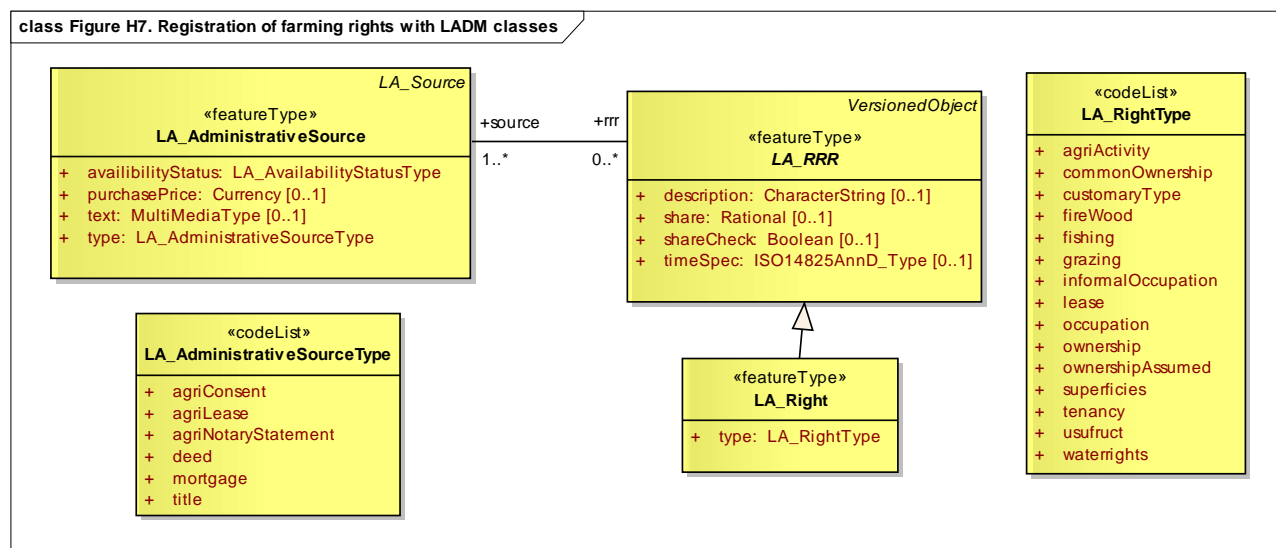 class Figure H7. Registration of farming rights with LADM classes
LA_Source
«featureType»
LA_AdministrativeSource
+ availibilityStatus: LA_AvailabilityStatusType
+ purchasePrice: Currency [0..1]
+ text: MultiMediaType [0..1]
+ type: LA_AdministrativeSourceType
+source
1..*
+rrr
0..*
VersionedObject
«featureType»
LA_RRR
+ description: CharacterString [0..1]
+ share: Rational [0..1]
+ shareCheck: Boolean [0..1]
+ timeSpec: ISO14825AnnD_Type [0..1]
«codeList»
LA_RightType
+ agriActivity
+ commonOwnership
+ customaryType
+ fireWood
+ fishing
+ grazing
+ informalOccupation
+ lease
+ occupation
+ ownership
+ ownershipAssumed
+ superficies
+ tenancy
+ usufruct
+ waterrights
«codeList»
LA_AdministrativeSourceType
+ agriConsent
+ agriLease
+ agriNotaryStatement
+ deed
+ mortgage
+ title
«featureType»
LA_Right
+ type: LA_RightType